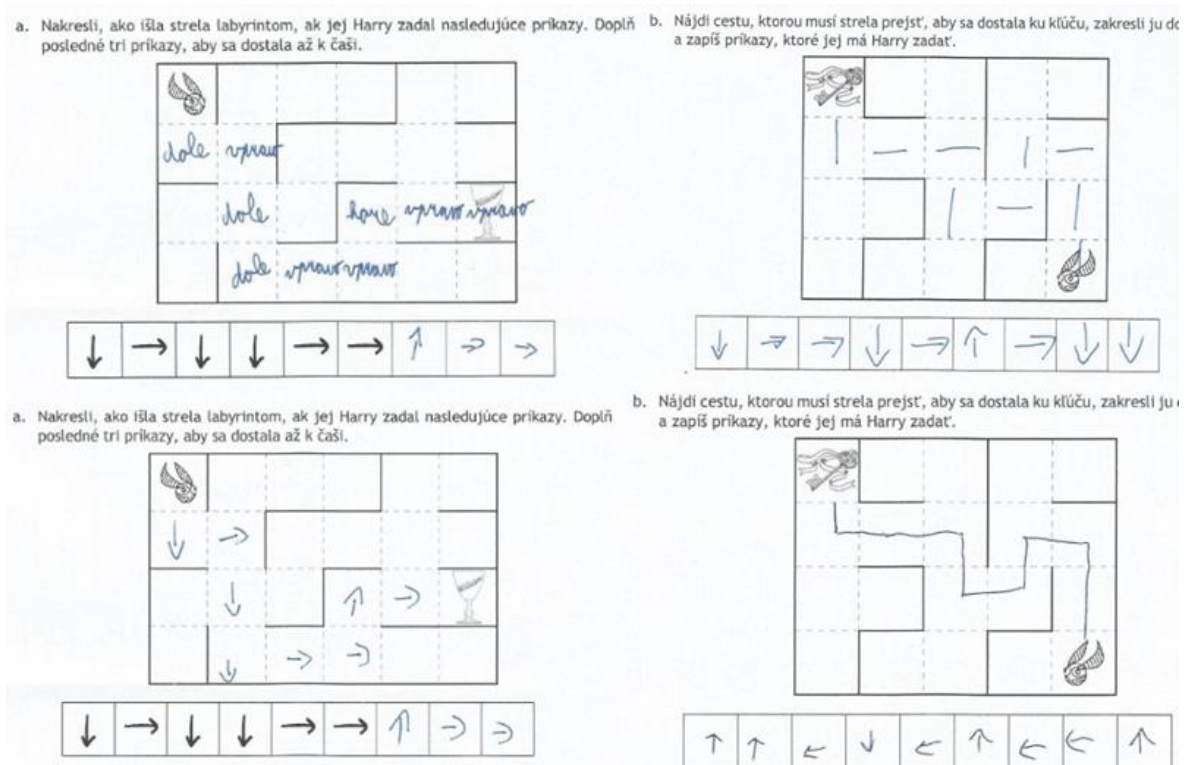 a. Nakresli, ako išla strela labyrintom, ak jej Harry zadal nasledujúce príkazy. Doplň
posledné tri príkazy, aby sa dostala až k čaši.
dole vpravo
dole hore vpravo vpravo
dole vpravo vpravo
↓ → ↓ ↓ → → ↑ → →
b. Nájdi cestu, ktorou musí strela prejsť, aby sa dostala ku kľúču, zakresli ju do
a zapíš príkazy, ktoré jej má Harry zadať.
↓ → → ↓ → ↑ → ↓ ↓
a. Nakresli, ako išla strela labyrintom, ak jej Harry zadal nasledujúce príkazy. Doplň
posledné tri príkazy, aby sa dostala až k čaši.
↓ →
↓ ↑ →
↓ → →
↓ → ↓ ↓ → → ↑ → →
b. Nájdi cestu, ktorou musí strela prejsť, aby sa dostala ku kľúču, zakresli ju
a zapíš príkazy, ktoré jej má Harry zadať.
↑ ↑ ← ↓ ← ↑ ← ← ↑